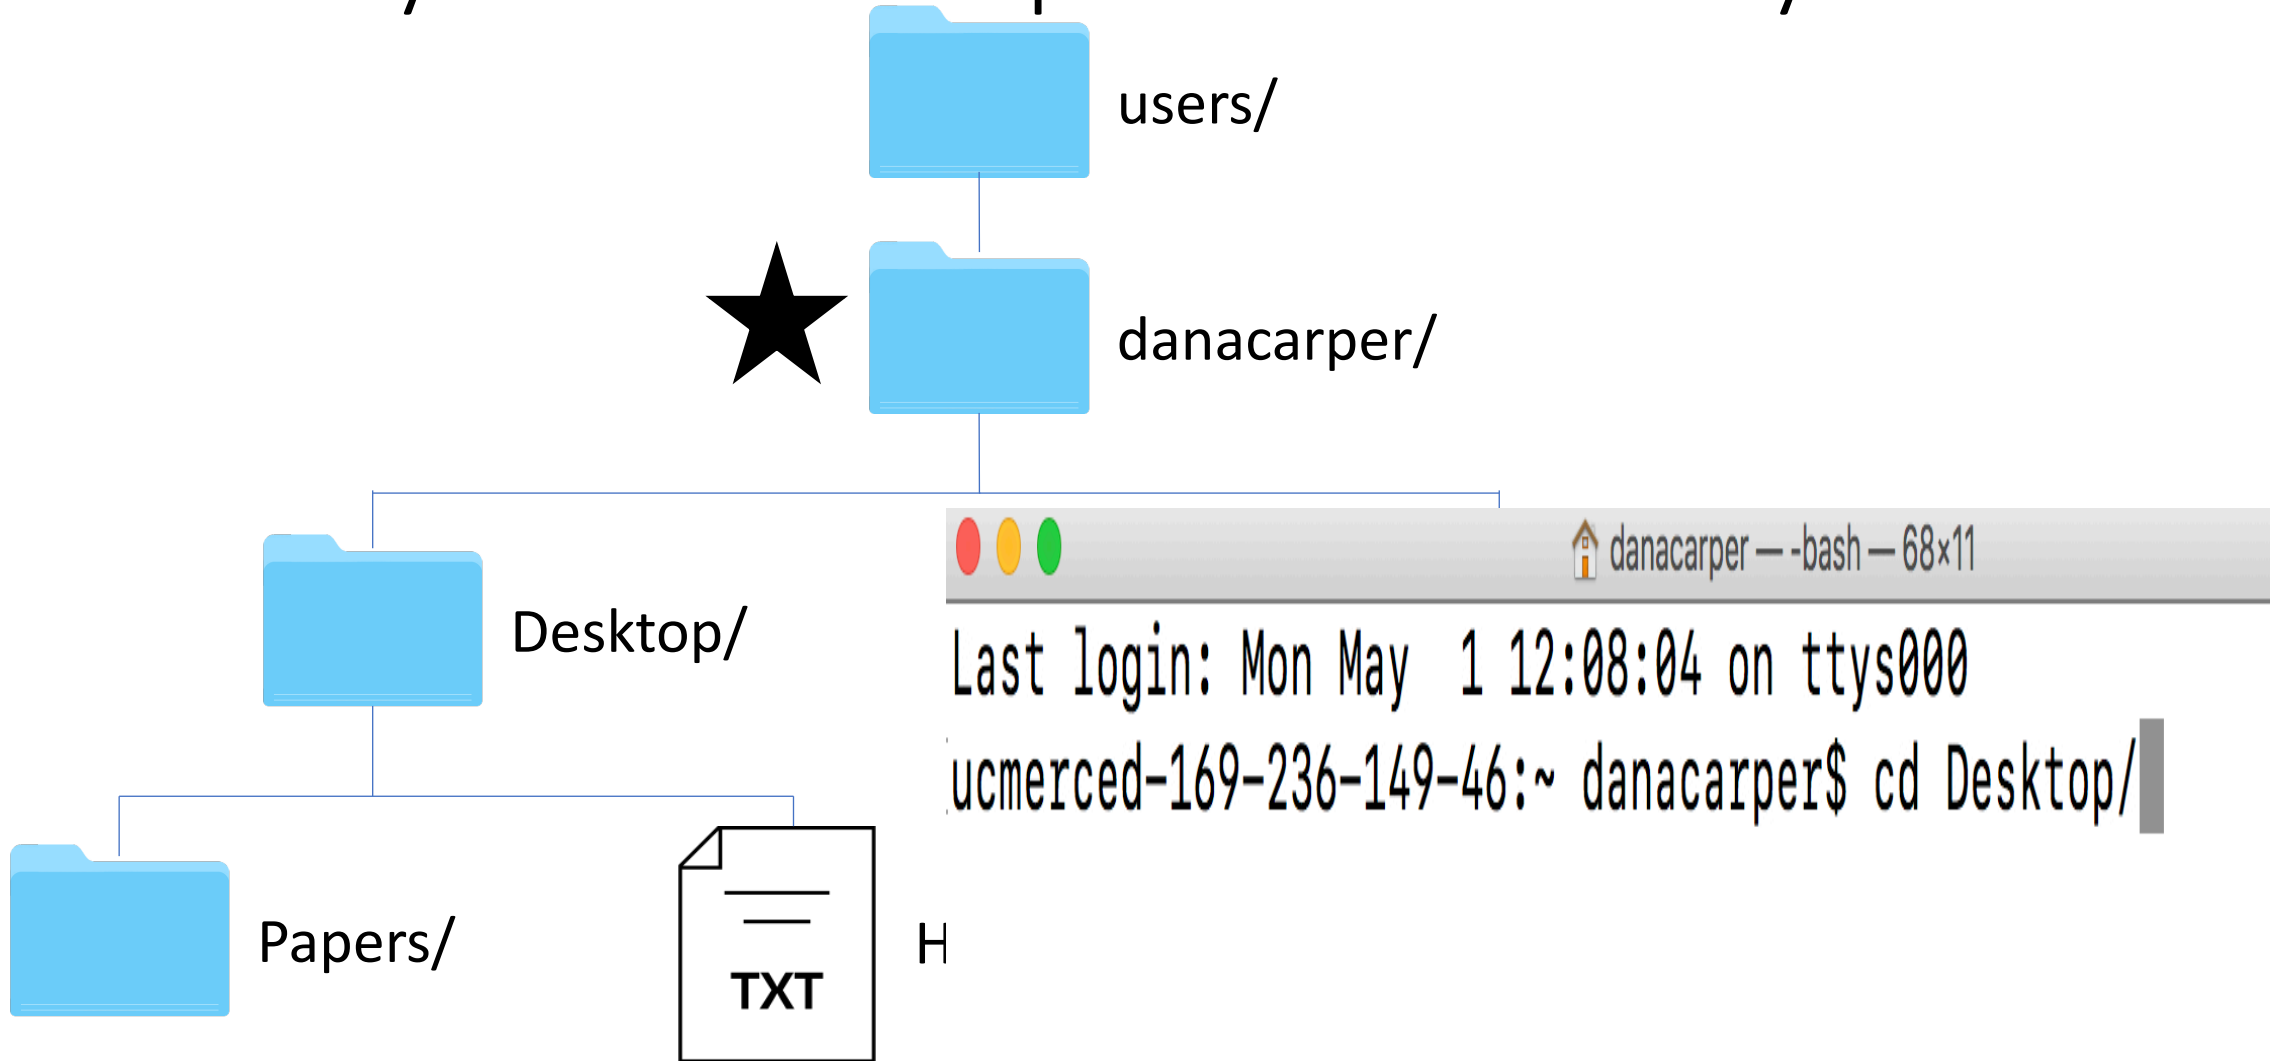 users/
danacarper/
Desktop/
danacarper — -bash — 68×11
Last login: Mon May  1 12:08:04 on ttys000
ucmerced-169-236-149-46:~ danacarper$ cd Desktop/
Papers/
H
TXT